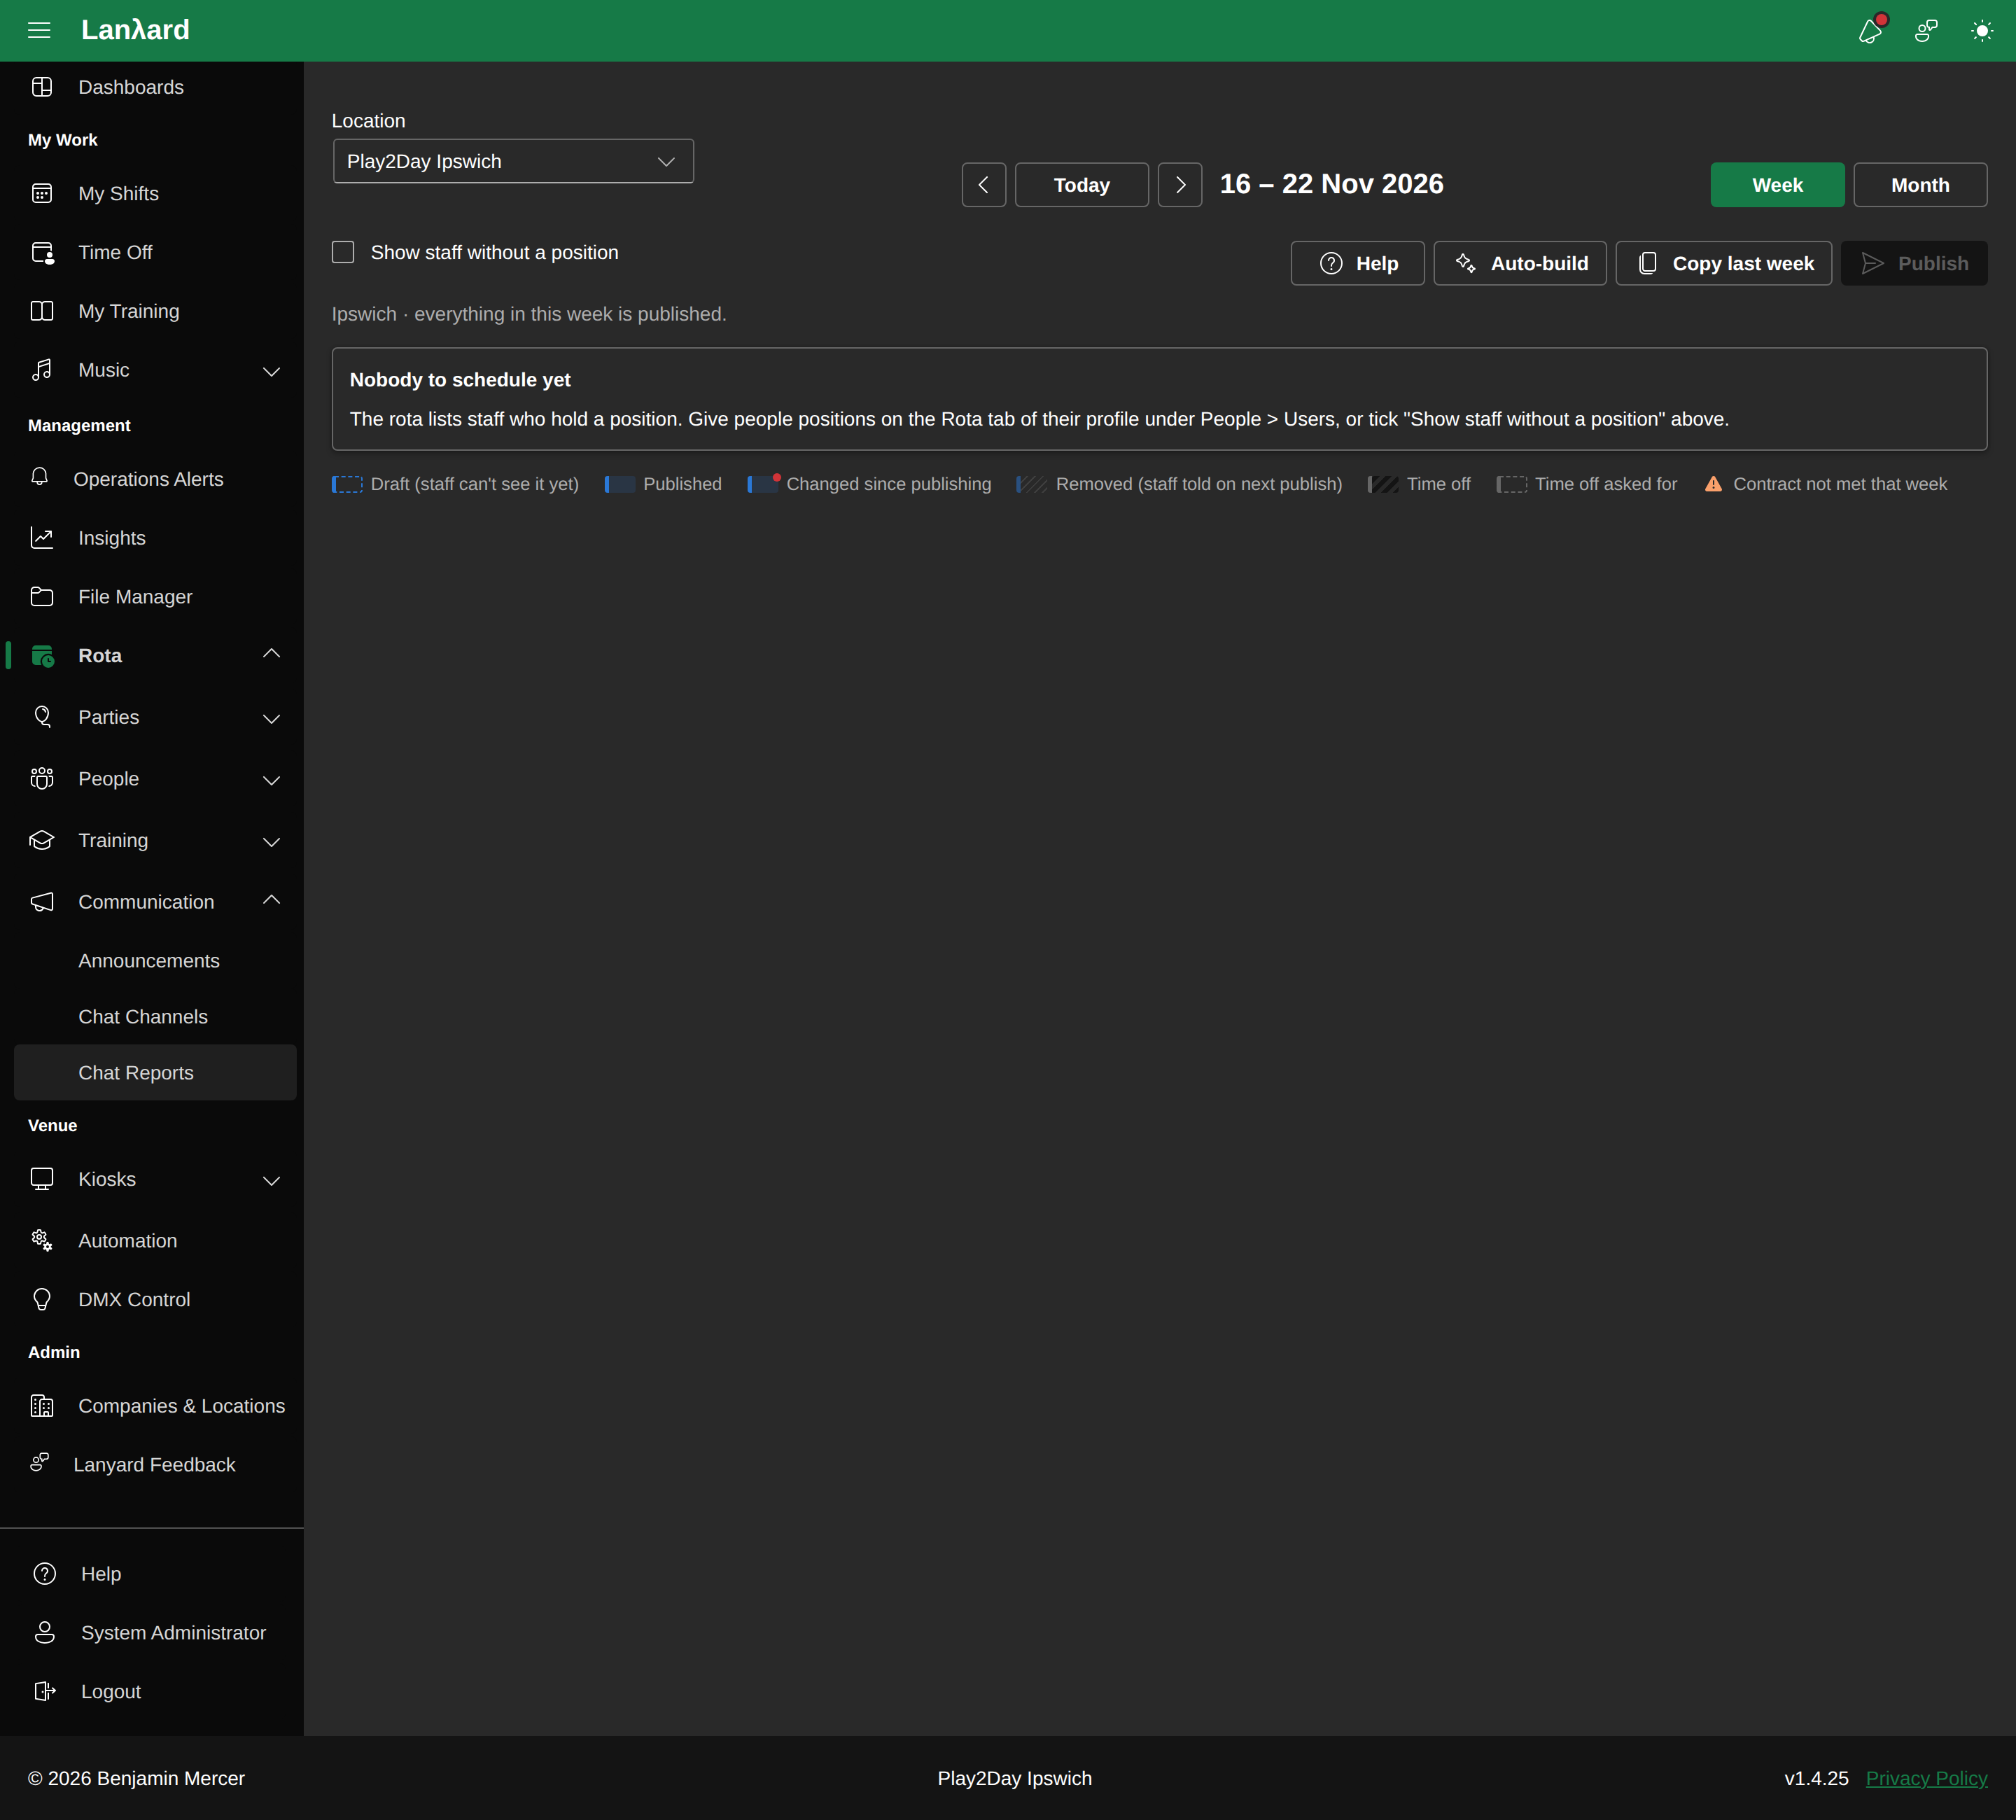 Lanλard
Dashboards
My Work
My Shifts
Time Off
My Training
Music
Management
Operations Alerts
Insights
File Manager
Rota
Parties
People
Training
Communication
Announcements
Chat Channels
Chat Reports
Venue
Kiosks
Automation
DMX Control
Admin
Companies & Locations
Lanyard Feedback
Help
System Administrator
Logout
Location
Play2Day Ipswich
Today
16 – 22 Nov 2026
Week
Month
Show staff without a position
Help
Auto-build
Copy last week
Publish
Ipswich · everything in this week is published.
Nobody to schedule yet
The rota lists staff who hold a position. Give people positions on the Rota tab of their profile under People > Users, or tick "Show staff without a position" above.
Draft (staff can't see it yet)
Published
Changed since publishing
Removed (staff told on next publish)
Time off
Time off asked for
Contract not met that week
© 2026 Benjamin Mercer
Play2Day Ipswich
v1.4.25
Privacy Policy